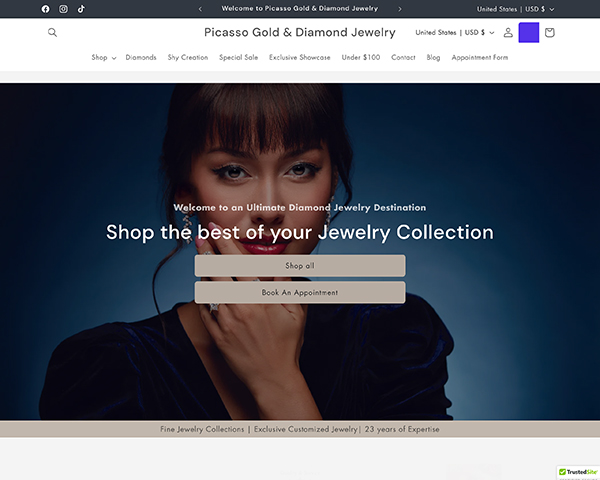 Welcome to Picasso Gold & Diamond Jewelry
United States | USD $
Picasso Gold & Diamond Jewelry
United States | USD $
Shop Diamonds Shy Creation Special Sale Exclusive Showcase Under $100 Contact Blog Appointment Form
Welcome to an Ultimate Diamond Jewelry Destination
Shop the best of your Jewelry Collection
Shop all
Book An Appointment
Fine Jewelry Collections | Exclusive Customized Jewelry| 23 years of Expertise
TrustedSite